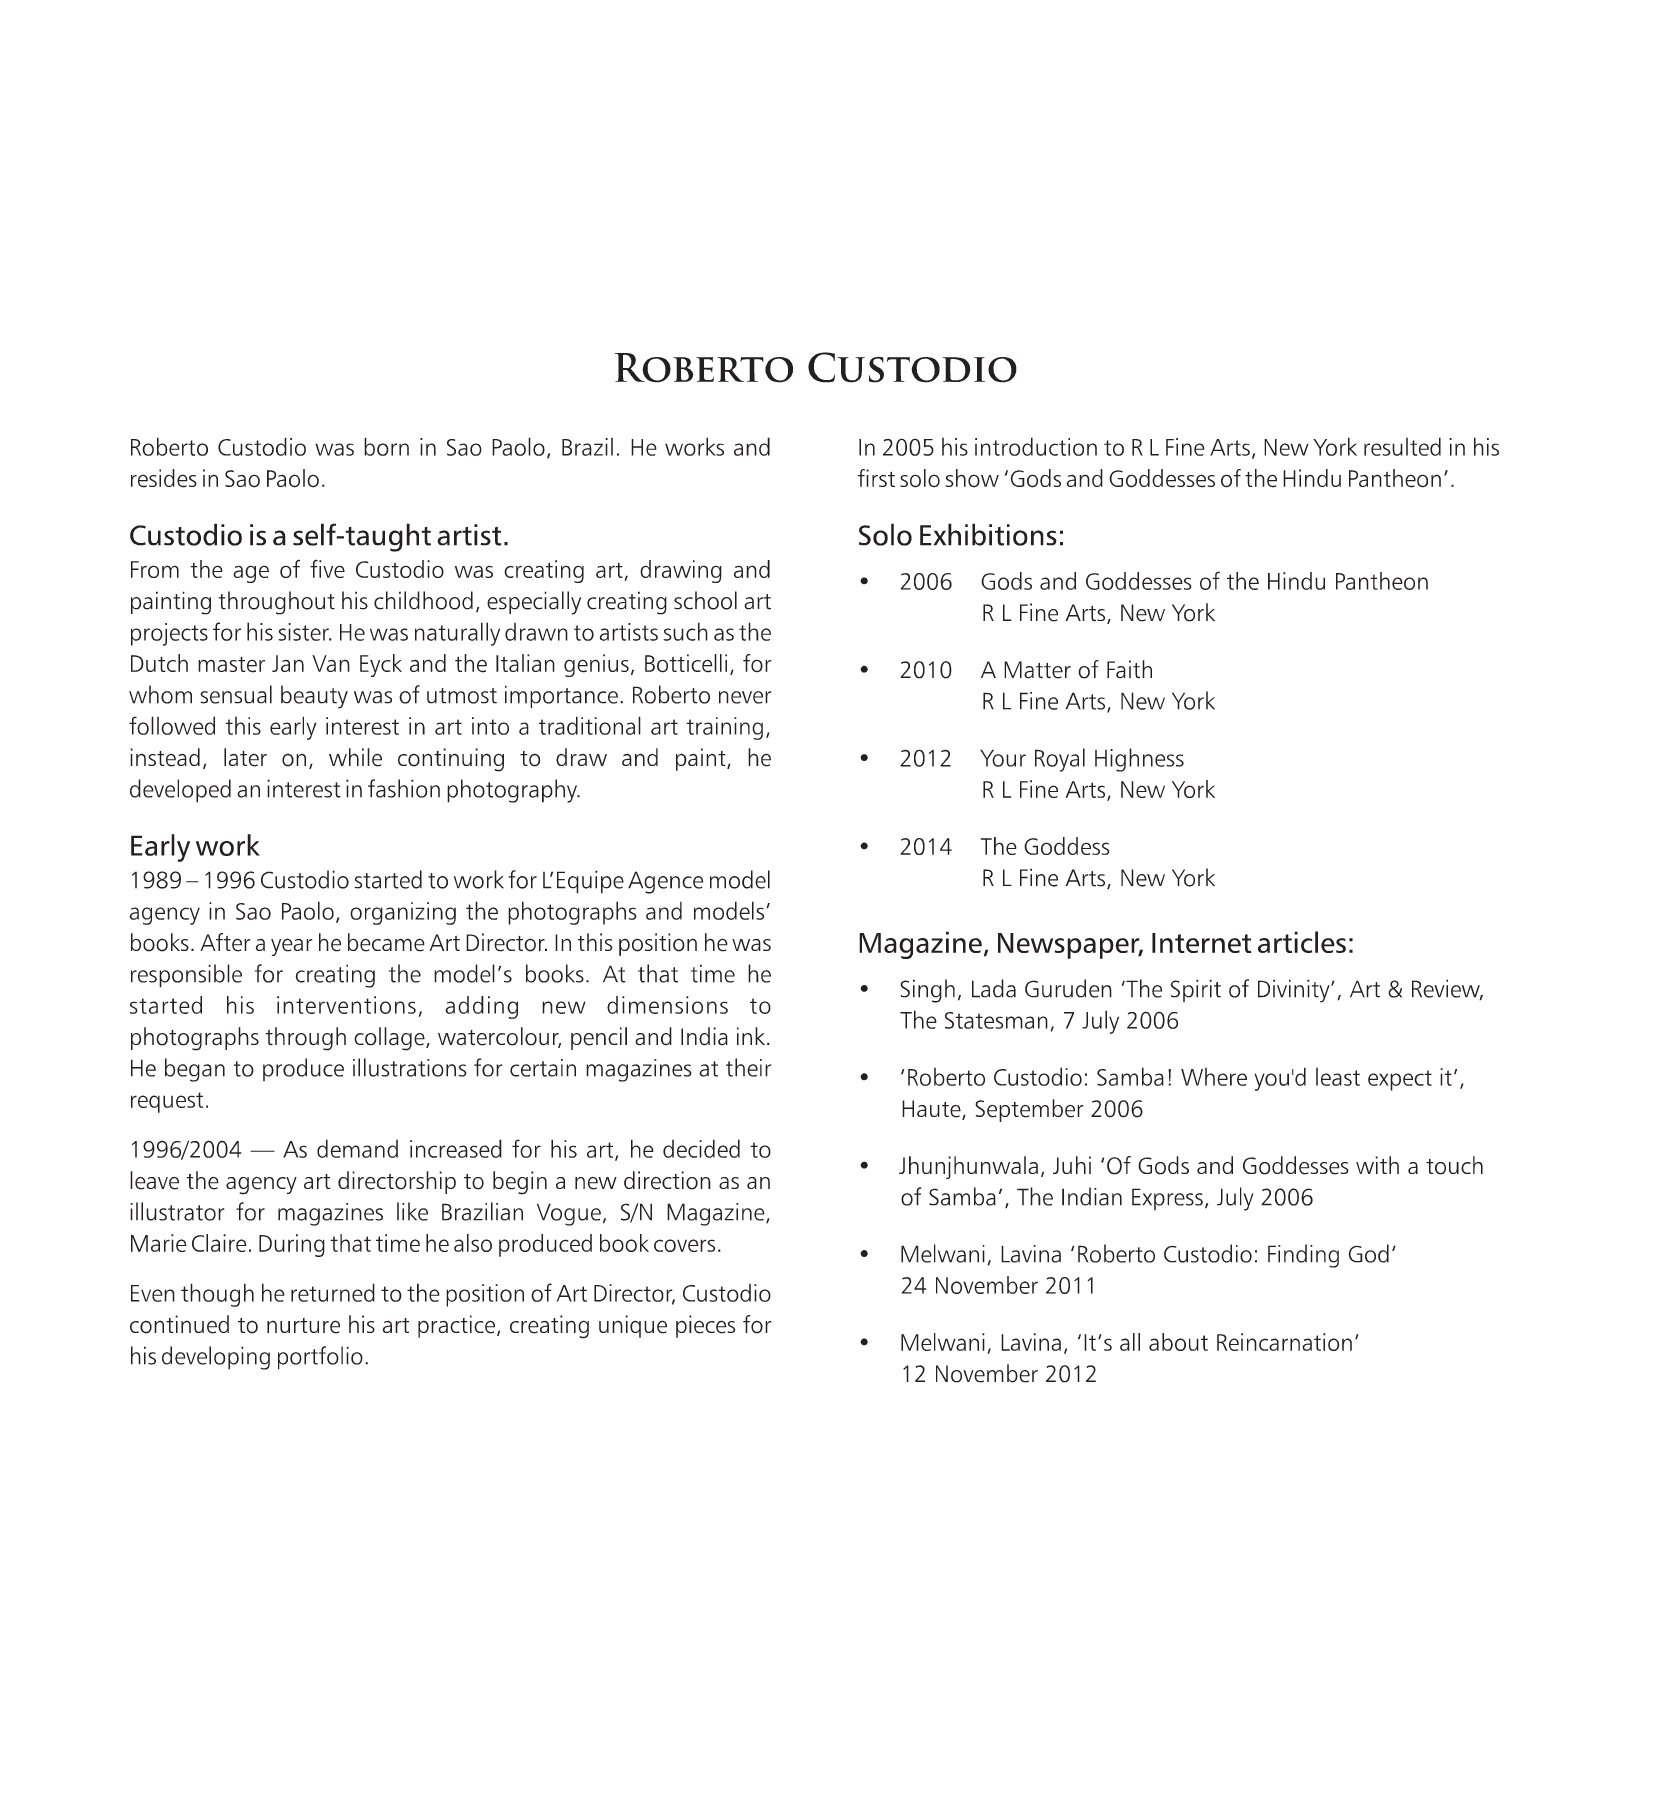 ROBERTO CUSTODIO
Roberto Custodio was born in Sao Paolo, Brazil. He works and
resides in Sao Paolo.
Custodio is a self-taught artist.
From the age of five Custodio was creating art, drawing and
painting throughout his childhood, especially creating school art
projects for his sister. He was naturally drawn to artists such as the
Dutch master Jan Van Eyck and the Italian genius, Botticelli, for
whom sensual beauty was of utmost importance. Roberto never
followed this early interest in art into a traditional art training,
instead, later on, while continuing to draw and paint, he
developed an interest in fashion photography.
Early work
1989 – 1996 Custodio started to work for L’Equipe Agence model
agency in Sao Paolo, organizing the photographs and models’
books. After a year he became Art Director. In this position he was
responsible for creating the model’s books. At that time he
started his interventions, adding new dimensions to
photographs through collage, watercolour, pencil and India ink.
He began to produce illustrations for certain magazines at their
request.
1996/2004 — As demand increased for his art, he decided to
leave the agency art directorship to begin a new direction as an
illustrator for magazines like Brazilian Vogue, S/N Magazine,
Marie Claire. During that time he also produced book covers.
Even though he returned to the position of Art Director, Custodio
continued to nurture his art practice, creating unique pieces for
his developing portfolio.
In 2005 his introduction to R L Fine Arts, New York resulted in his
first solo show ‘Gods and Goddesses of the Hindu Pantheon’.
Solo Exhibitions:
• 2006 Gods and Goddesses of the Hindu Pantheon
R L Fine Arts, New York
• 2010 A Matter of Faith
R L Fine Arts, New York
• 2012 Your Royal Highness
R L Fine Arts, New York
• 2014 The Goddess
R L Fine Arts, New York
Magazine, Newspaper, Internet articles:
• Singh, Lada Guruden ‘The Spirit of Divinity’, Art & Review,
The Statesman, 7 July 2006
• ‘Roberto Custodio: Samba! Where you'd least expect it’,
Haute, September 2006
• Jhunjhunwala, Juhi ‘Of Gods and Goddesses with a touch
of Samba’, The Indian Express, July 2006
• Melwani, Lavina ‘Roberto Custodio: Finding God’
24 November 2011
• Melwani, Lavina, ‘It’s all about Reincarnation’
12 November 2012